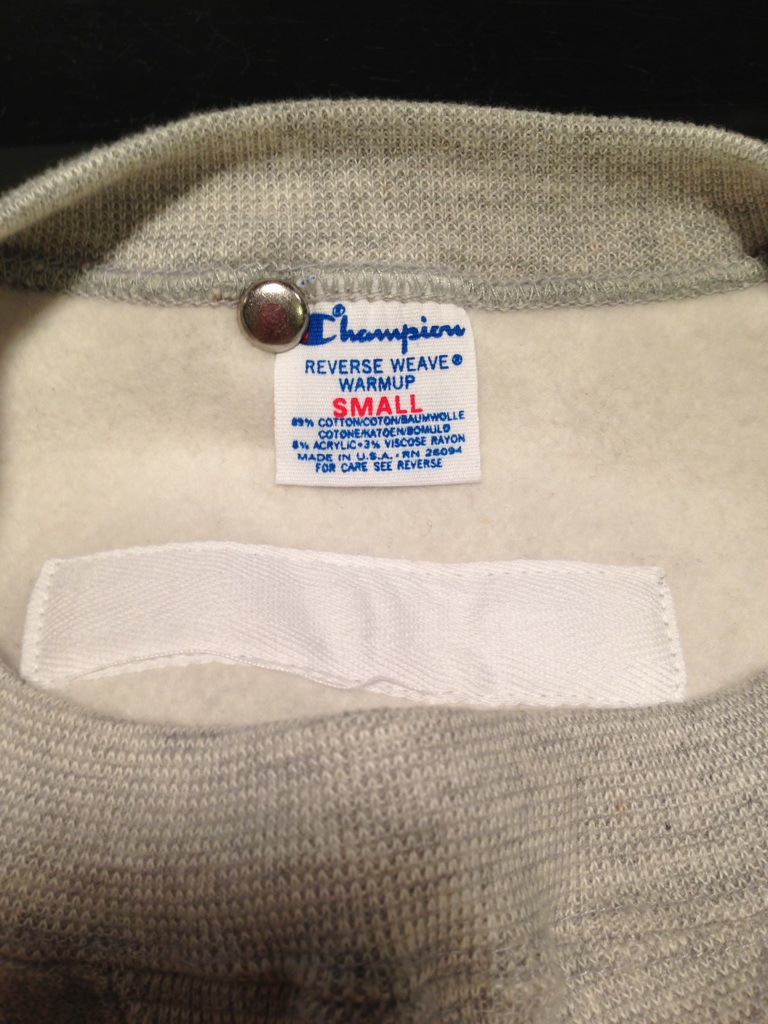 Champion®
REVERSE WEAVE®
WARMUP
SMALL
89% COTTON/COTON/BAUMWOLLE
COTONE/KATOEN/BOMULD
8% ACRYLIC•3% VISCOSE RAYON
MADE IN U.S.A.•RN 26094
FOR CARE SEE REVERSE